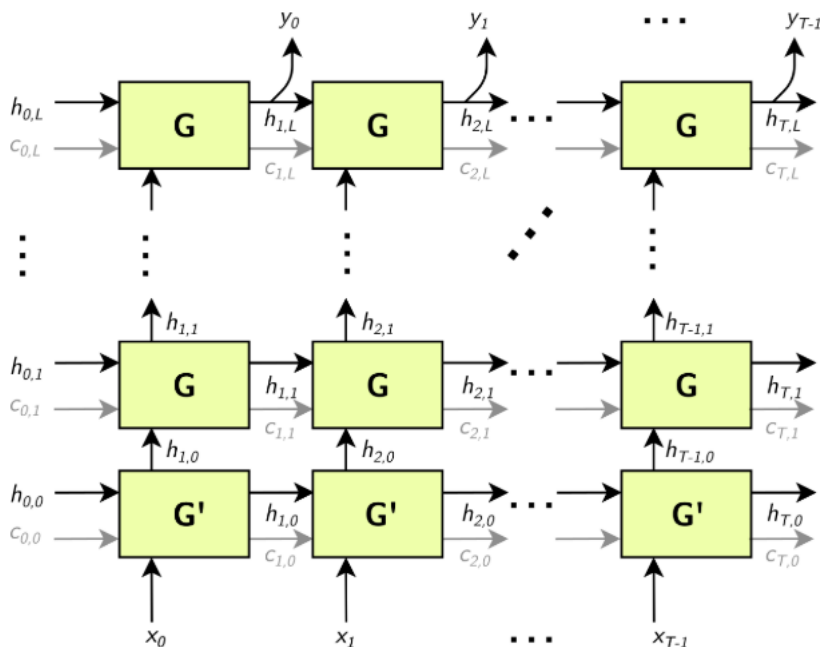 y0 y1 ... yT-1
h0,L G h1,L G h2,L ... G hT,L
c0,L c1,L c2,L cT,L
h1,1 h2,1 hT-1,1
h0,1 G h1,1 G h2,1 ... G hT,1
c0,1 c1,1 c2,1 cT,1
h1,0 h2,0 hT-1,0
h0,0 G' h1,0 G' h2,0 ... G' hT,0
c0,0 c1,0 c2,0 cT,0
x0 x1 ... xT-1